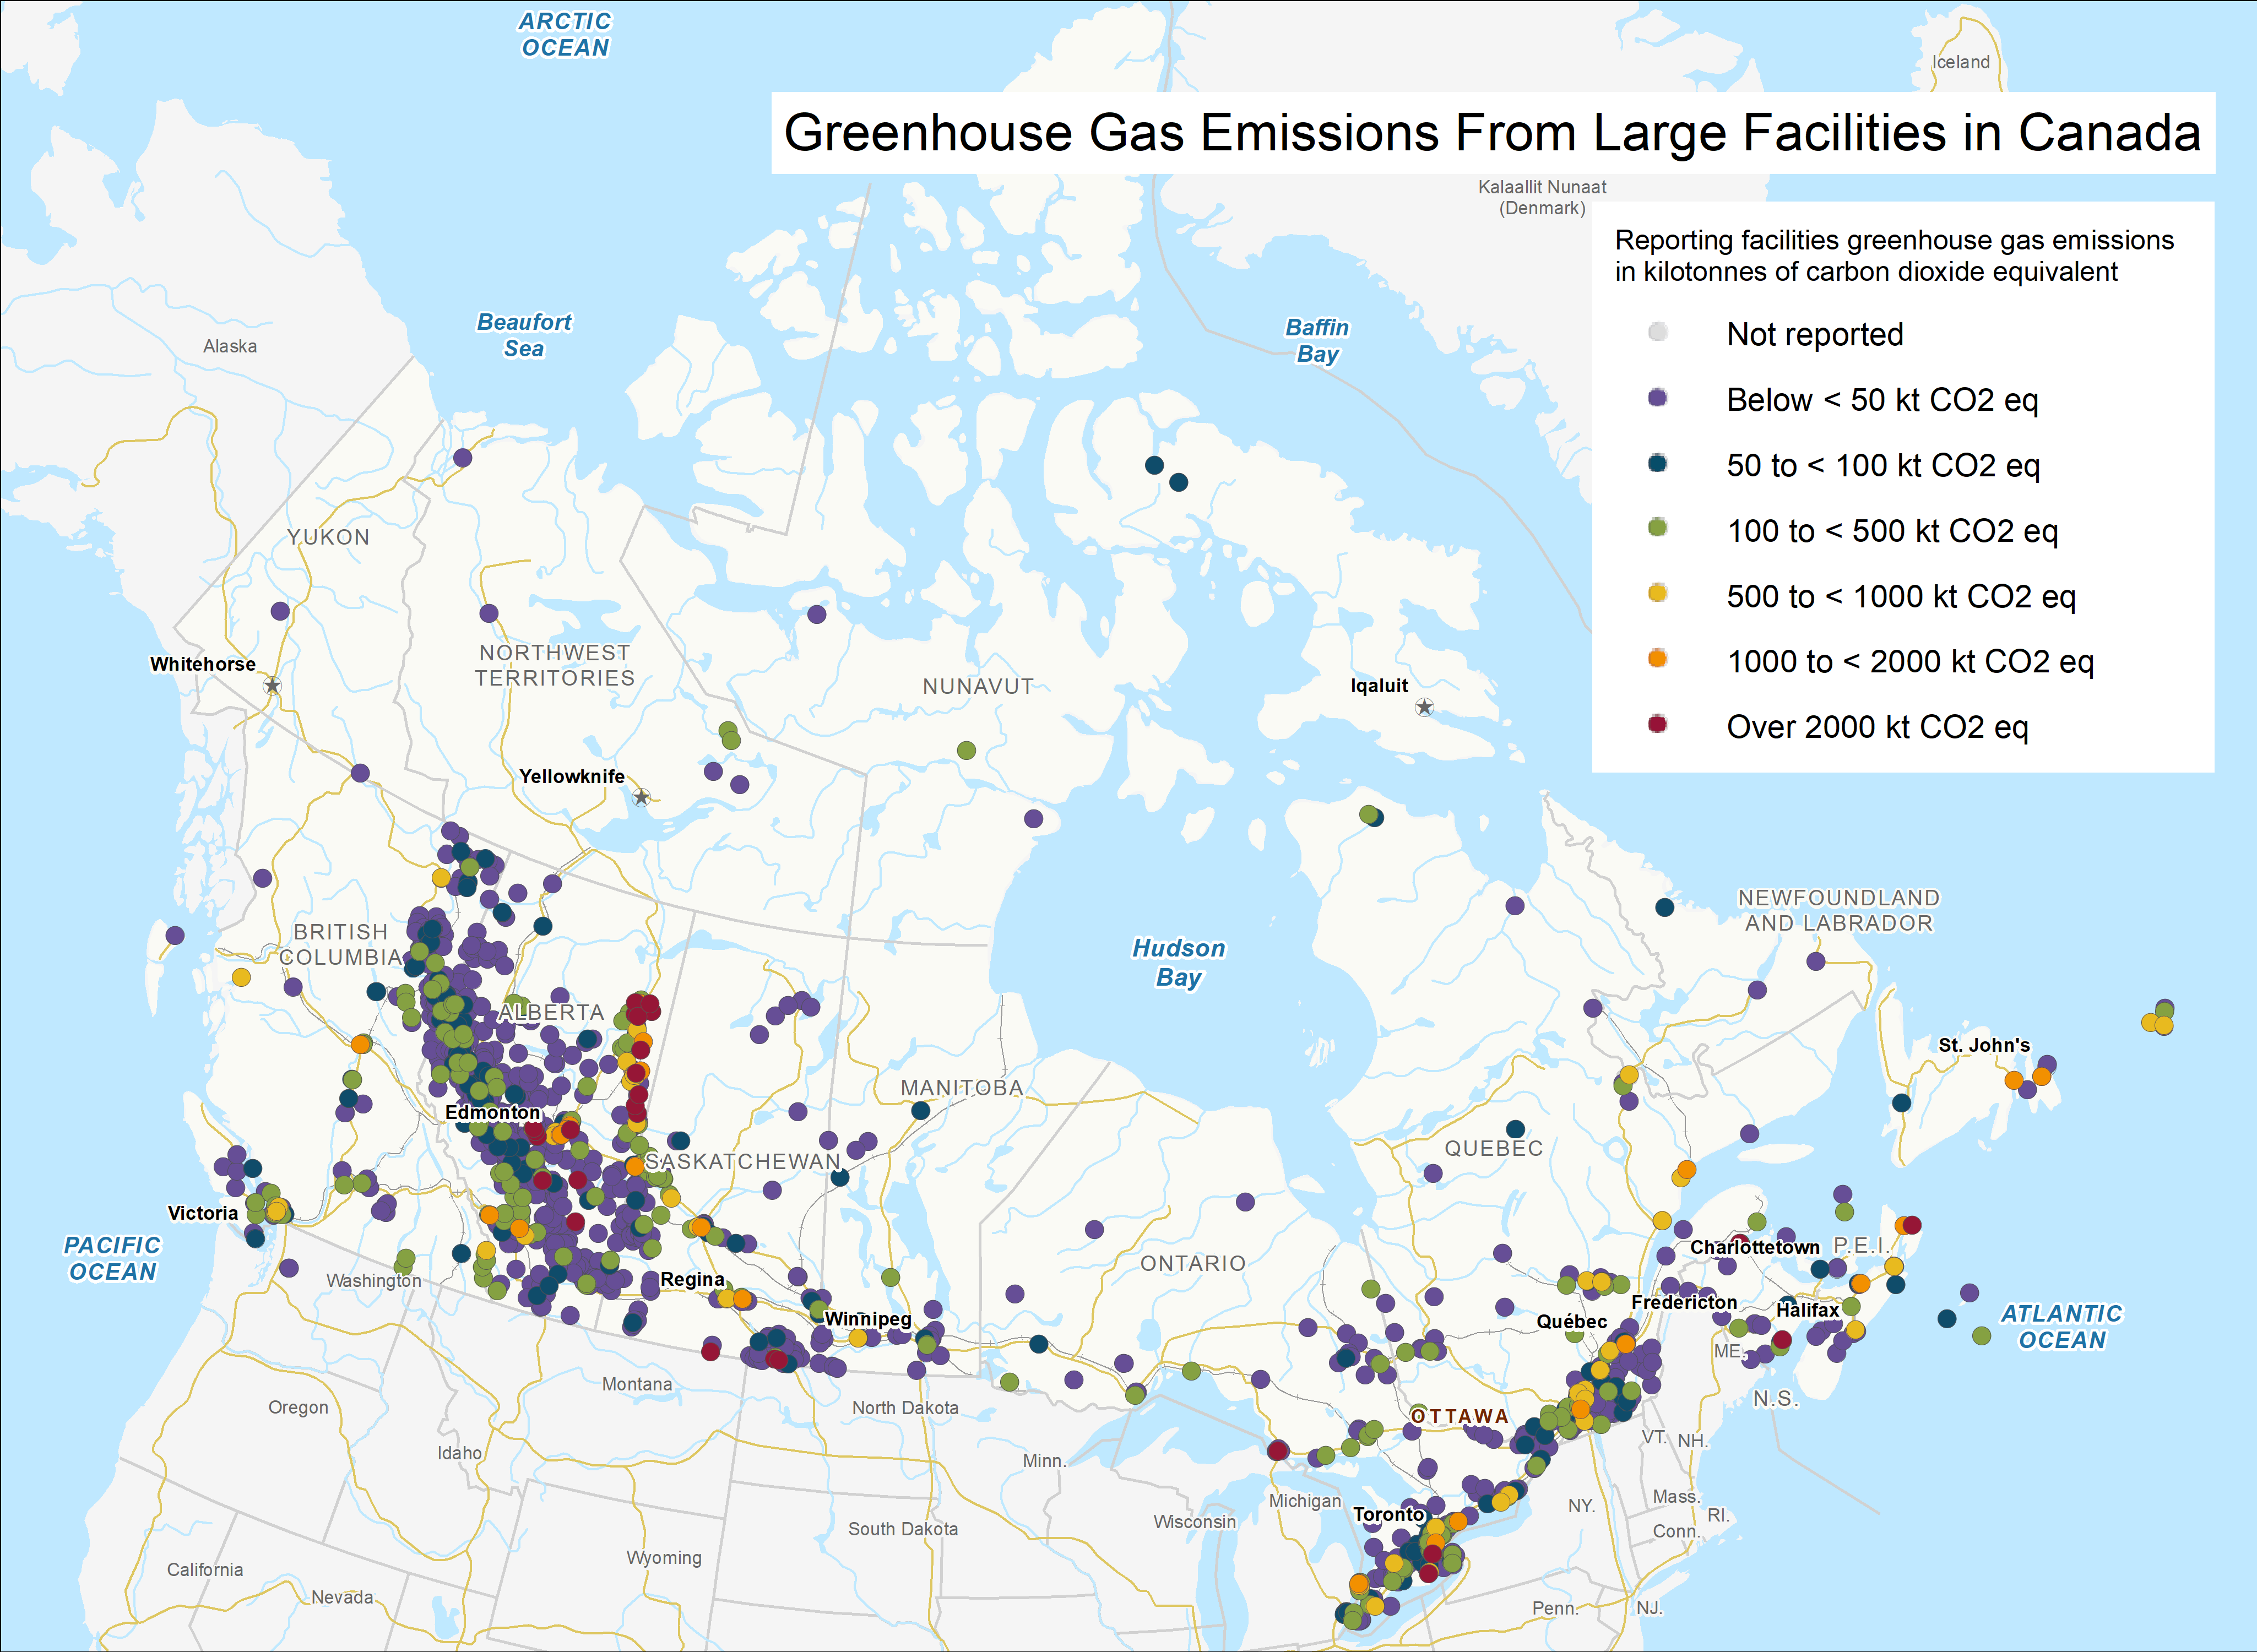 ARCTIC
OCEAN
Iceland
Greenhouse Gas Emissions From Large Facilities in Canada
Kalaallit Nunaat
(Denmark)
Reporting facilities greenhouse gas emissions
in kilotonnes of carbon dioxide equivalent
Not reported
Below < 50 kt CO2 eq
50 to < 100 kt CO2 eq
100 to < 500 kt CO2 eq
500 to < 1000 kt CO2 eq
1000 to < 2000 kt CO2 eq
Over 2000 kt CO2 eq
Beaufort
Sea
Baffin
Bay
Alaska
YUKON
NORTHWEST
TERRITORIES
Whitehorse
NUNAVUT
Iqaluit
Yellowknife
NEWFOUNDLAND
AND LABRADOR
BRITISH
COLUMBIA
Hudson
Bay
ALBERTA
St. John's
MANITOBA
Edmonton
QUEBEC
SASKATCHEWAN
Victoria
PACIFIC
OCEAN
Charlottetown
P.E.I.
ONTARIO
Washington
Regina
Fredericton
Halifax
ATLANTIC
OCEAN
Winnipeg
Québec
ME.
Montana
N.S.
Oregon
North Dakota
OTTAWA
VT.
NH.
Idaho
Minn.
Michigan
Mass.
NY.
RI.
Toronto
Wisconsin
South Dakota
Conn.
Wyoming
California
Nevada
Penn.
NJ.